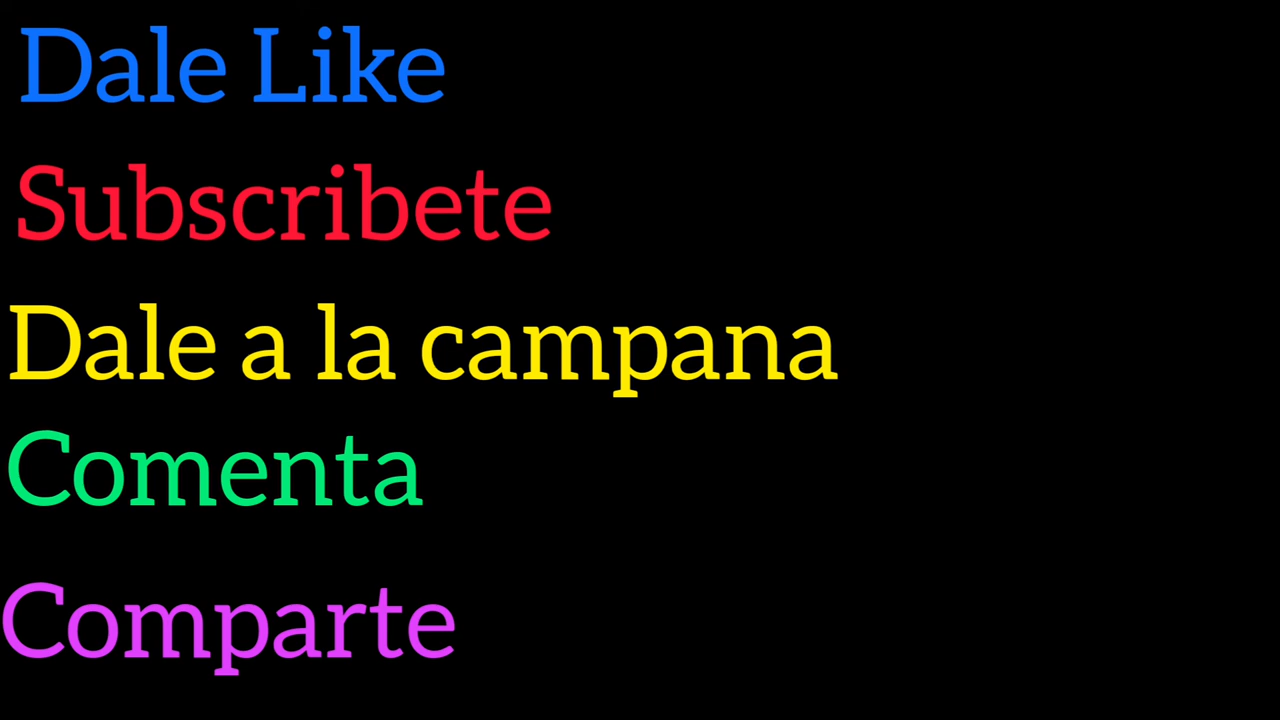 Dale Like
Subscribete
Dale a la campana
Comenta
Comparte